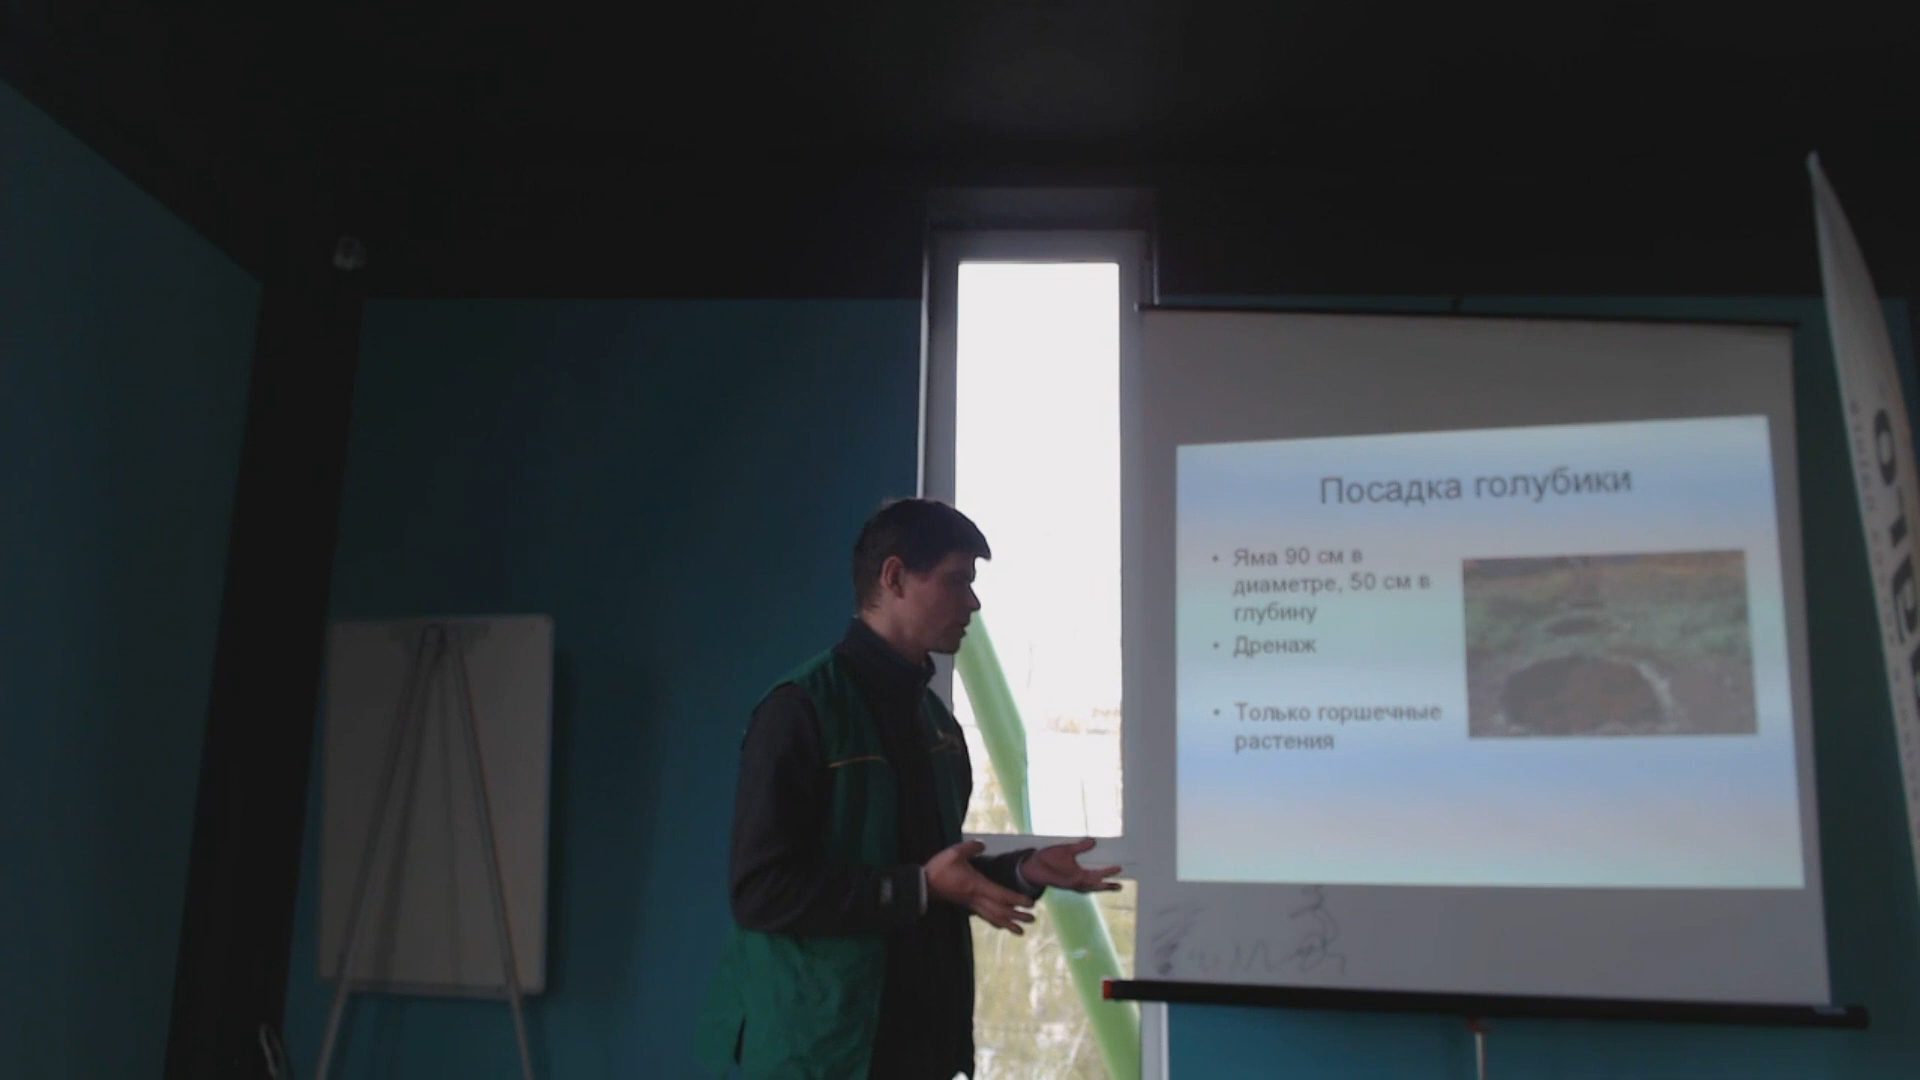 Посадка голубики
• Яма 90 см в
диаметре, 50 см в
глубину
• Дренаж
• Только горшечные
растения